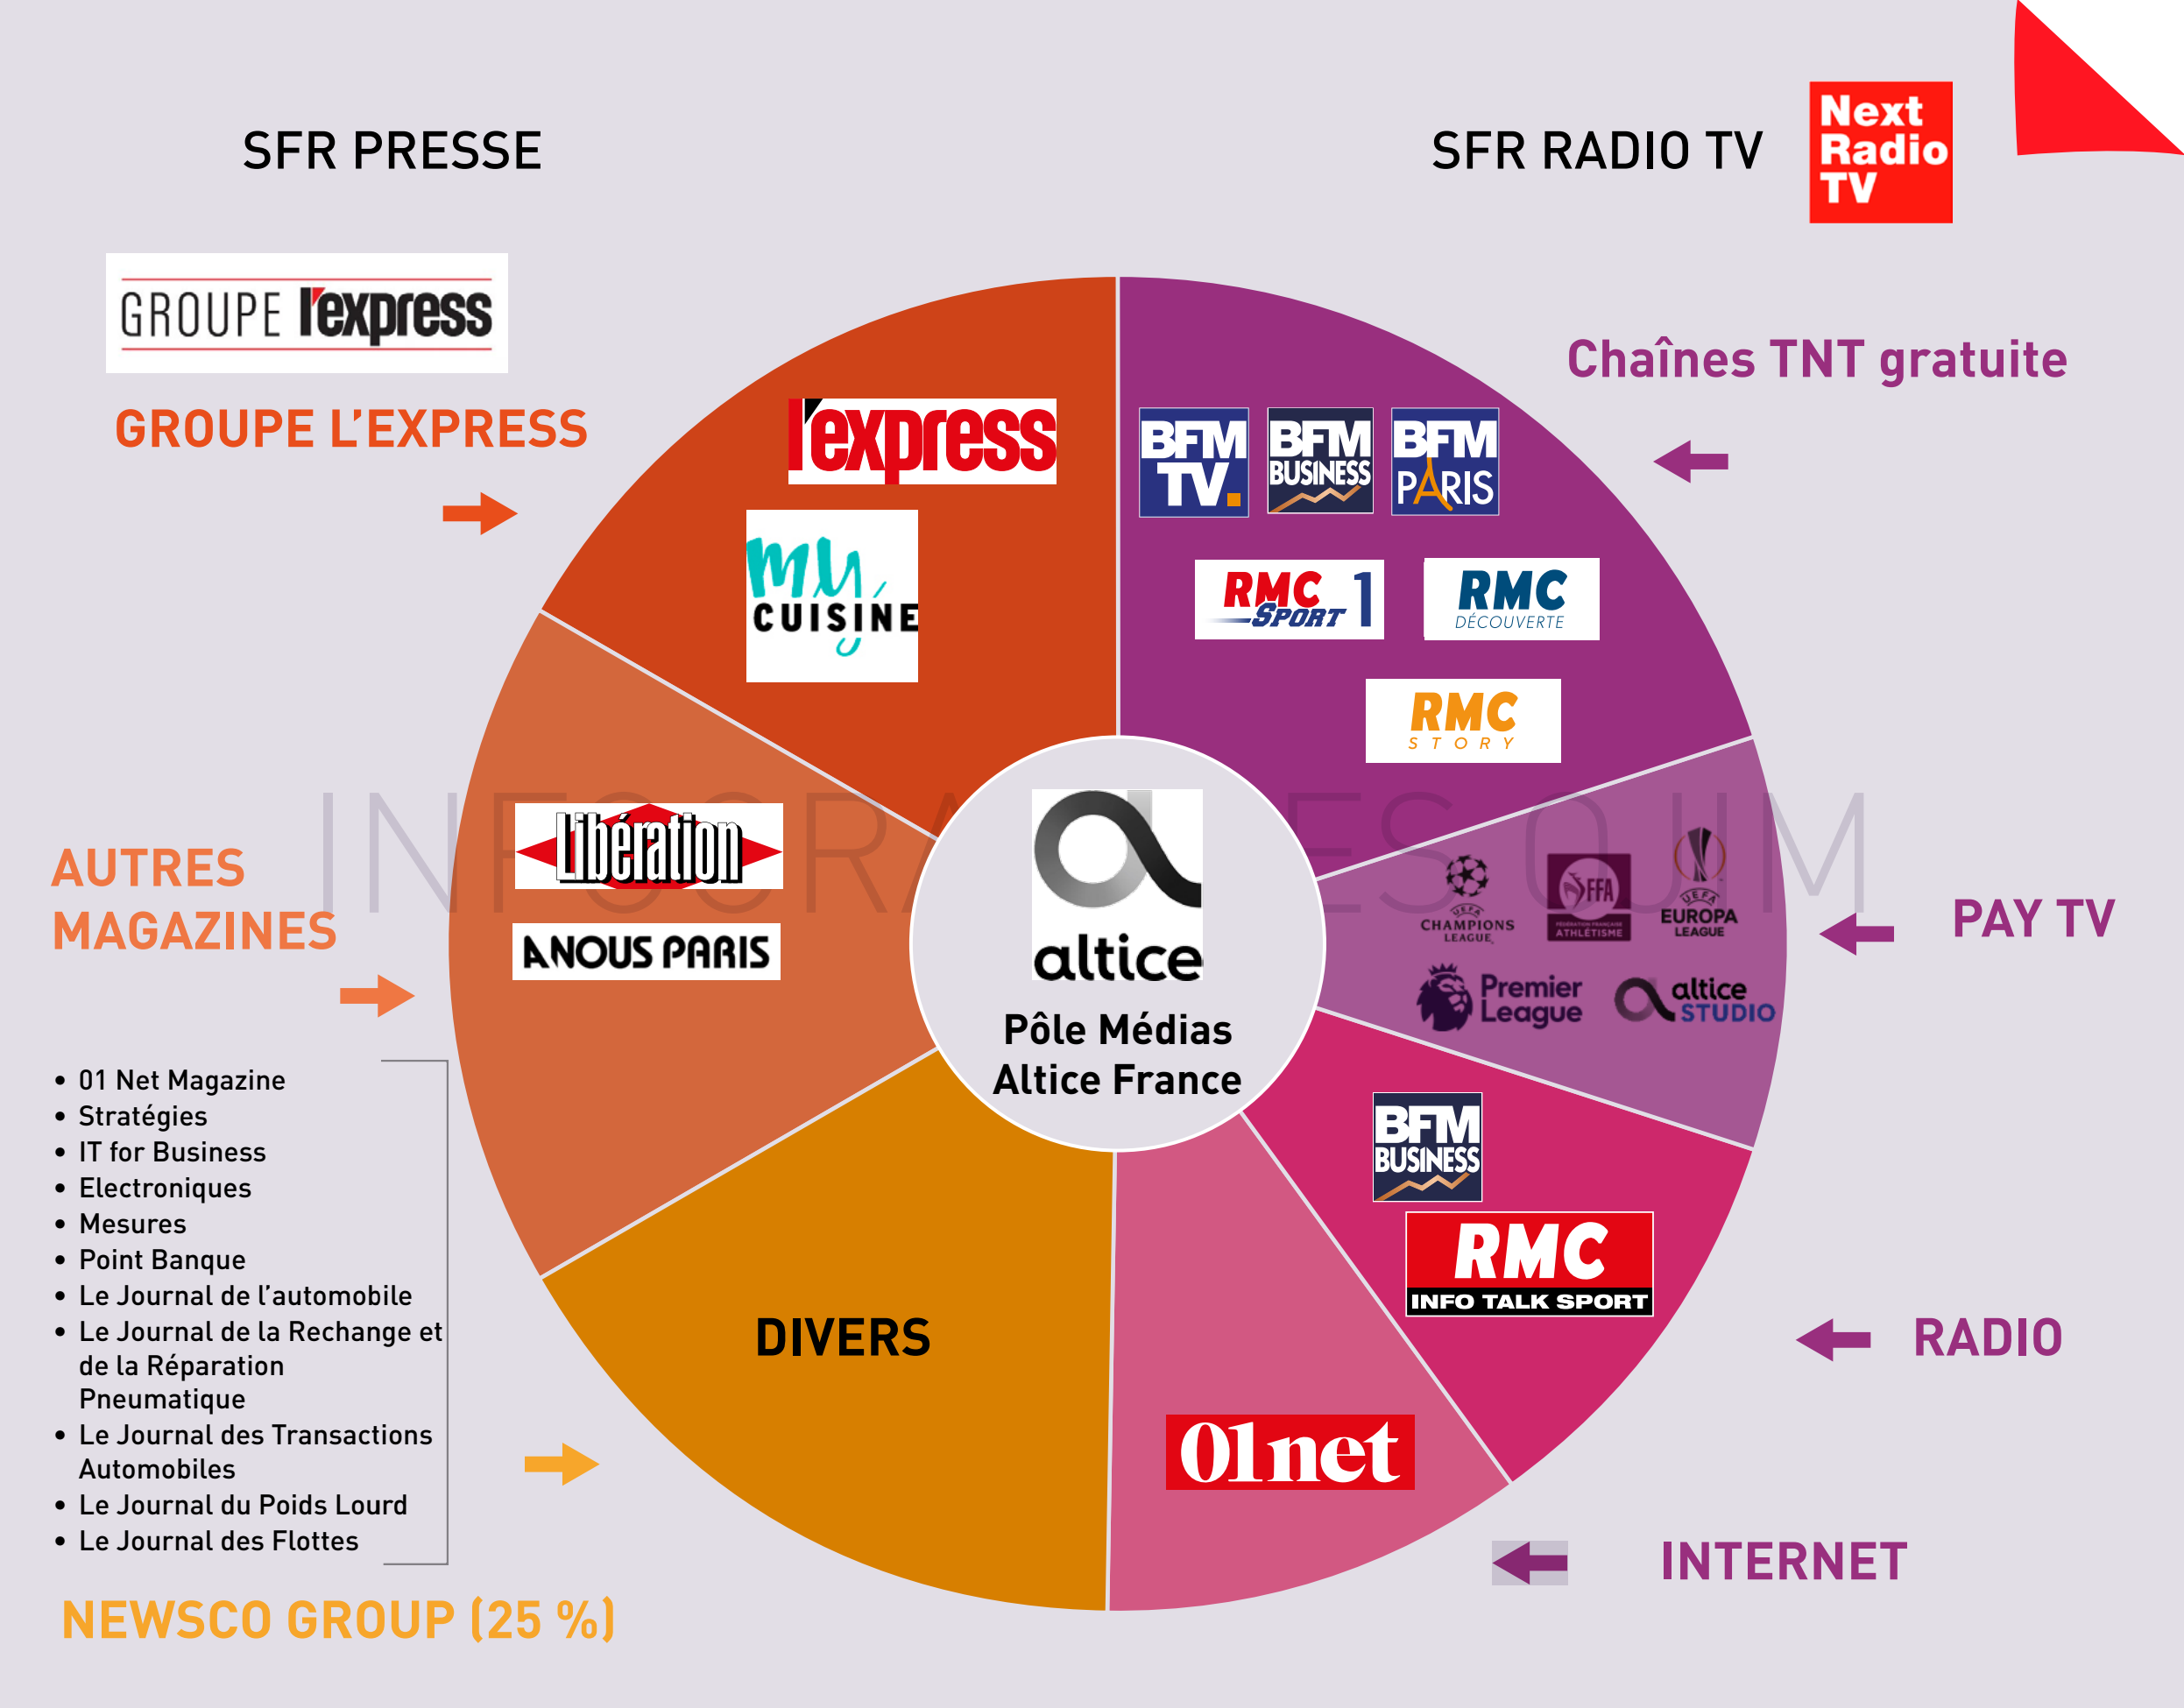 SFR PRESSE
SFR RADIO TV
Next
Radio
TV
GROUPE l'express
GROUPE L'EXPRESS
Chaînes TNT gratuite
l'express
my
CUISINE
BFM
TV.
BFM
BUSINESS
BFM
PARIS
RMC
SPORT 1
RMC
DÉCOUVERTE
RMC
STORY
AUTRES
MAGAZINES
Libération
A NOUS PARIS
altice
Pôle Médias
Altice France
UEFA
CHAMPIONS
LEAGUE
FFA
FÉDÉRATION FRANÇAISE
ATHLÉTISME
UEFA
EUROPA
LEAGUE
Premier
League
altice
STUDIO
PAY TV
BFM
BUSINESS
RMC
INFO TALK SPORT
RADIO
• 01 Net Magazine
• Stratégies
• IT for Business
• Electroniques
• Mesures
• Point Banque
• Le Journal de l'automobile
• Le Journal de la Rechange et
de la Réparation
Pneumatique
• Le Journal des Transactions
Automobiles
• Le Journal du Poids Lourd
• Le Journal des Flottes
NEWSCO GROUP (25 %)
DIVERS
01net
INTERNET